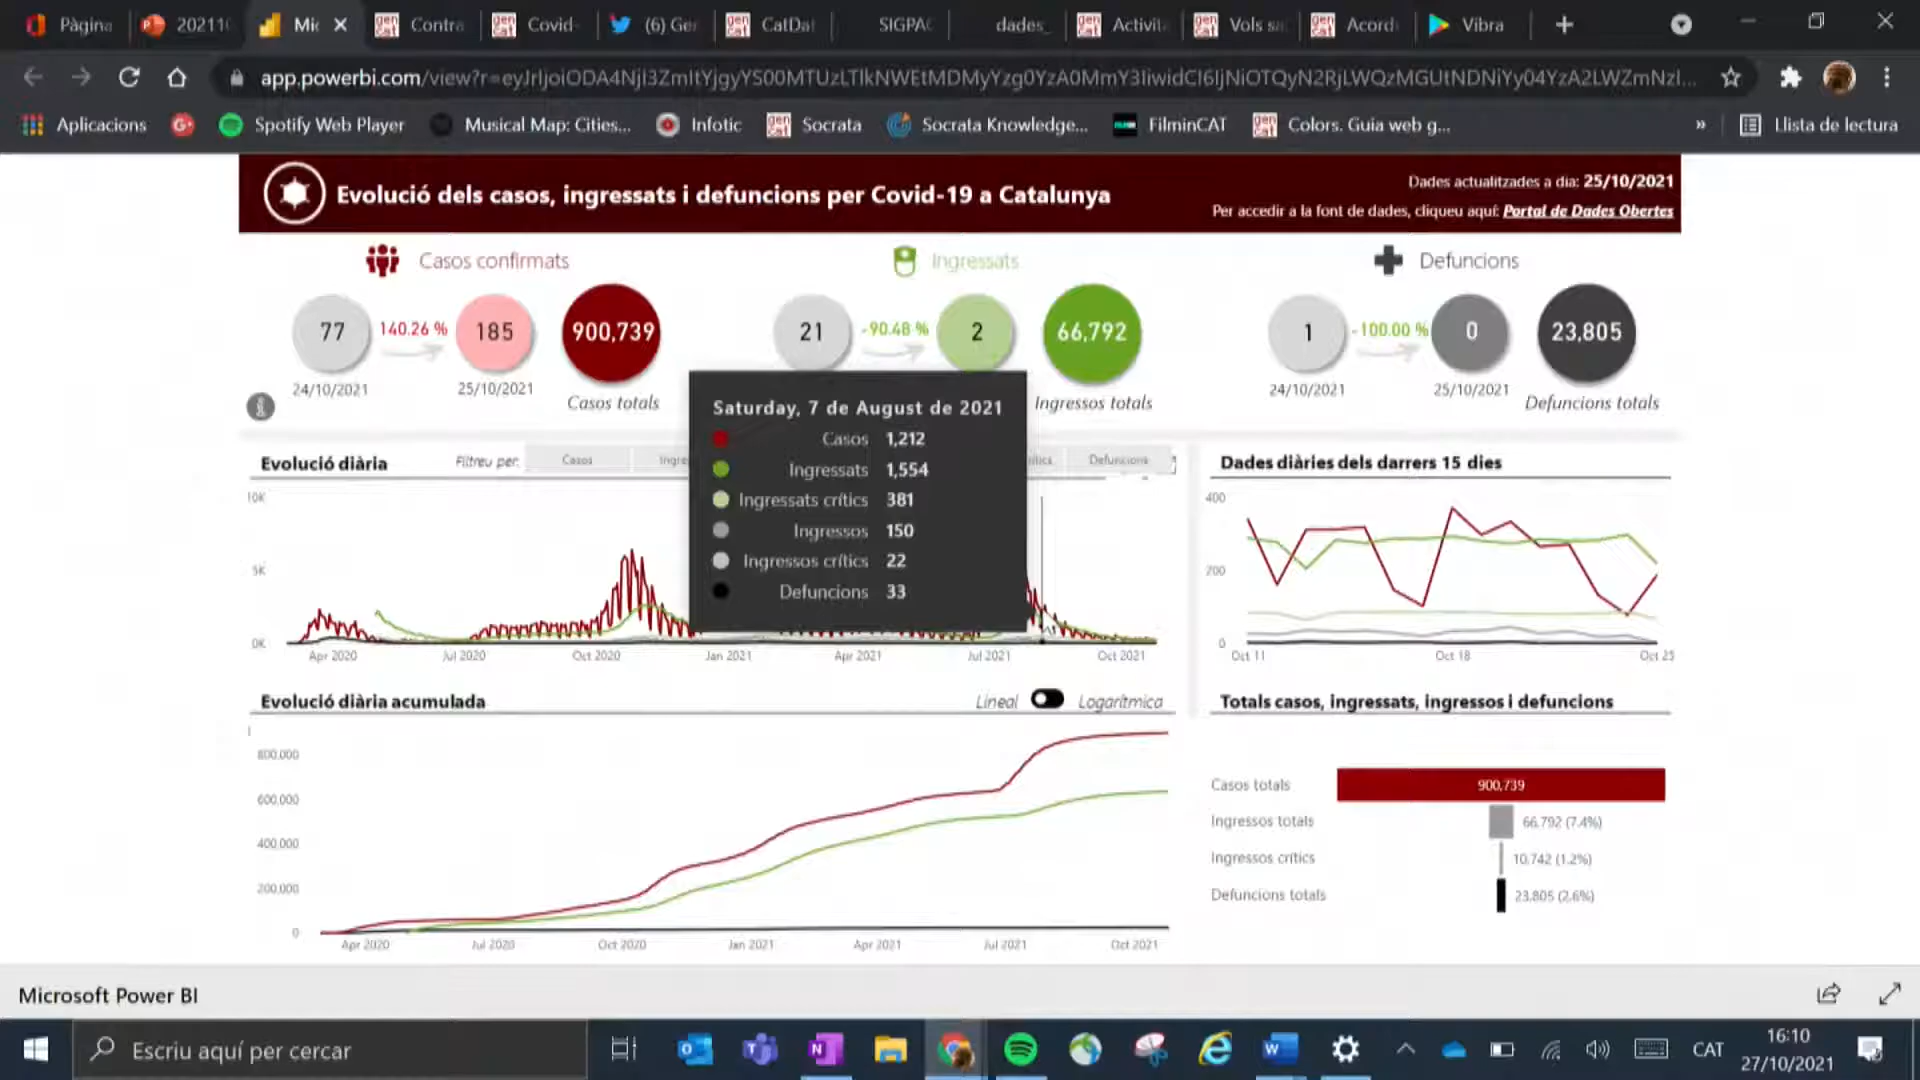 Pàgina
20211
Mic
Contra
Covid-
(6) Ge
CatDat
SIGPAC
dades_
Activit
Vols sa
Acord
Vibra
Aplicacions
Spotify Web Player
Musical Map: Cities...
Infotic
Socrata
Socrata Knowledge...
FilminCAT
Colors. Guia web g...
»
Llista de lectura
Evolució dels casos, ingressats i defuncions per Covid-19 a Catalunya
Dades actualitzades a dia: 25/10/2021
Per accedir a la font de dades, cliqueu aquí: Portal de Dades Obertes
Casos confirmats
Ingressats
Defuncions
77
140.26 %
185
900,739
21
-90.48 %
2
66,792
1
-100.00 %
0
23,805
24/10/2021
25/10/2021
Casos totals
Ingressos totals
24/10/2021
25/10/2021
Defuncions totals
Saturday, 7 de August de 2021
Casos 1,212
Ingressats 1,554
Ingressats crítics 381
Ingressos 150
Ingressos crítics 22
Defuncions 33
Evolució diària
Filtreu per:
Casos
Ingre
Defuncions
10K
5K
0K
Apr 2020
Jul 2020
Oct 2020
Jan 2021
Apr 2021
Jul 2021
Oct 2021
Dades diàries dels darrers 15 dies
400
200
0
Oct 11
Oct 18
Oct 25
Evolució diària acumulada
Lineal
Logarítmica
800,000
600,000
400,000
200,000
0
Apr 2020
Jul 2020
Oct 2020
Jan 2021
Apr 2021
Jul 2021
Oct 2021
Totals casos, ingressats, ingressos i defuncions
Casos totals
900,739
Ingressos totals
66,792 (7.4%)
Ingressos crítics
10,742 (1.2%)
Defuncions totals
23,805 (2.6%)
Microsoft Power BI
Escriu aquí per cercar
CAT
16:10
27/10/2021